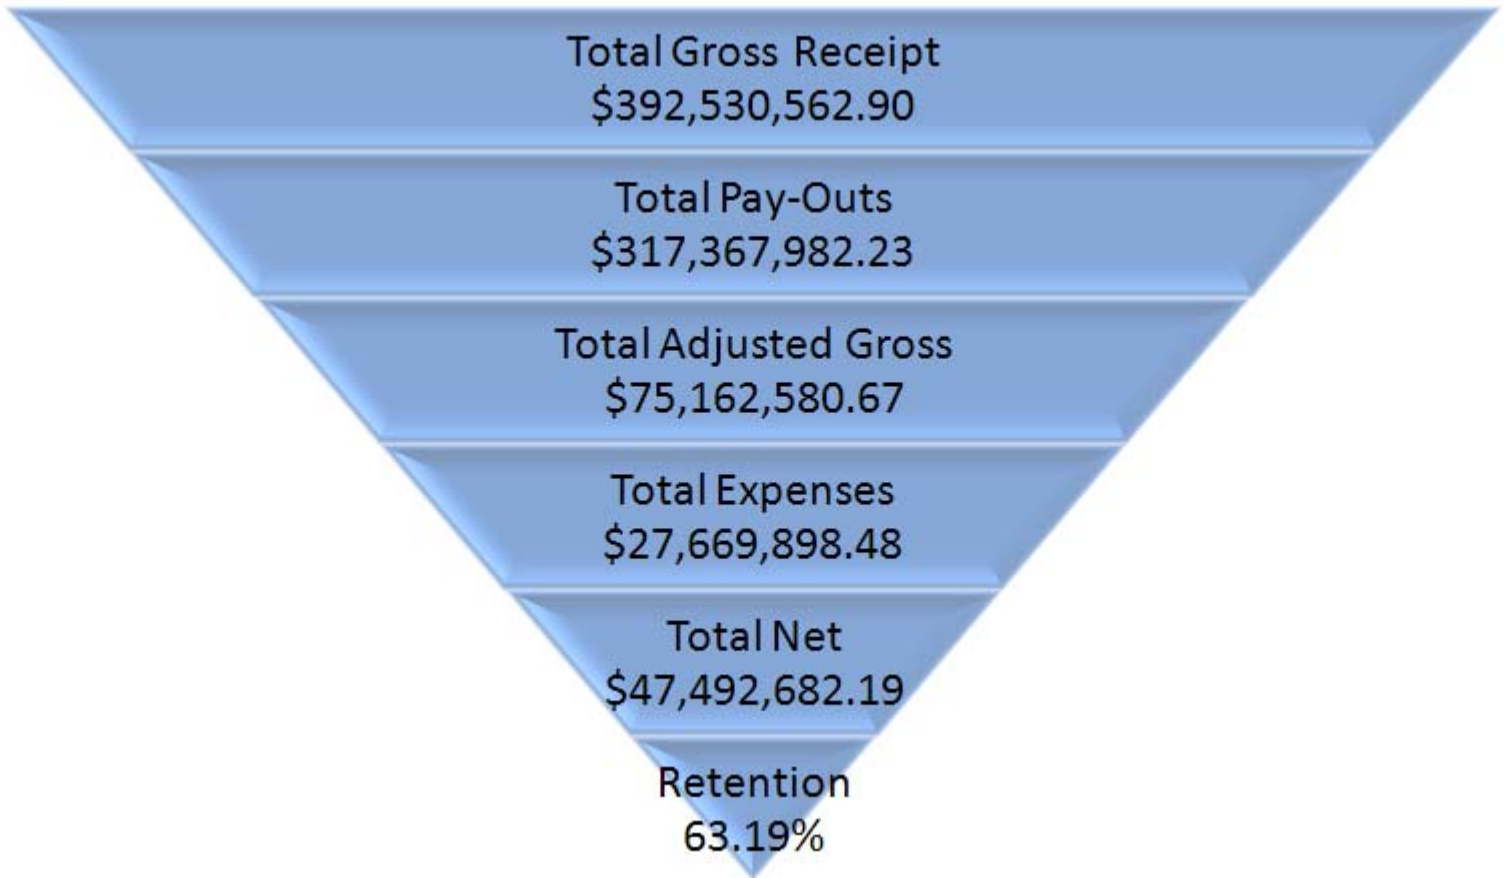 Total Gross Receipt
$392,530,562.90
Total Pay-Outs
$317,367,982.23
Total Adjusted Gross
$75,162,580.67
Total Expenses
$27,669,898.48
Total Net
$47,492,682.19
Retention
63.19%